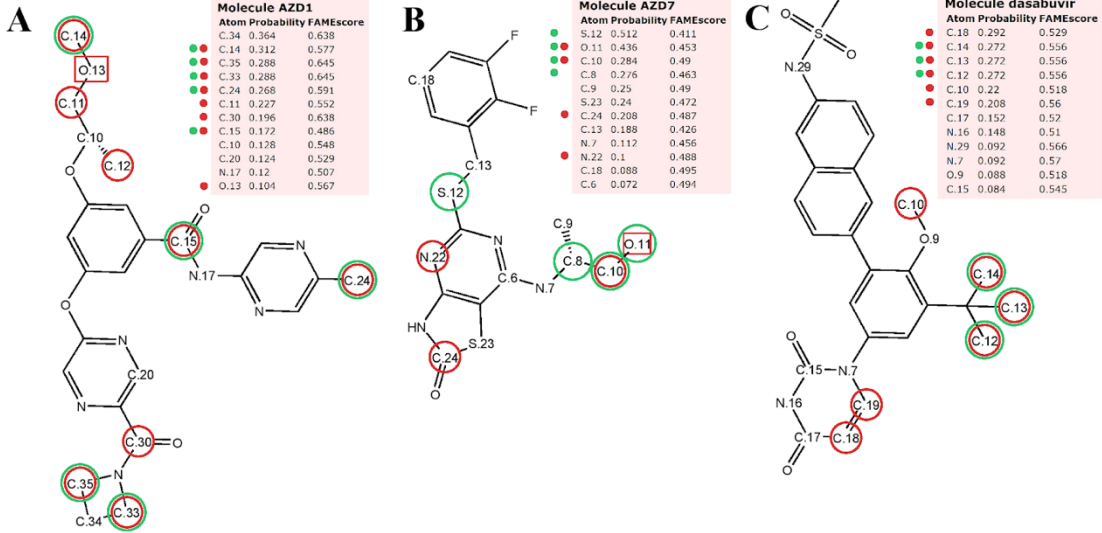 A
Molecule AZD1
Atom Probability FAMEscore
C.34 0.364 0.638
C.14 0.312 0.577
C.35 0.288 0.645
C.33 0.288 0.645
C.24 0.268 0.591
C.11 0.227 0.552
C.30 0.196 0.638
C.15 0.172 0.486
C.10 0.128 0.548
C.20 0.124 0.529
N.17 0.12 0.507
O.13 0.104 0.567
C.14
O.13
C.11
C.10
C.12
O
O
C.15
N.17
N
N
C.24
O
N
C.20
N
C.30
O
N
C.35
C.34
C.33
B
Molecule AZD7
Atom Probability FAMEscore
S.12 0.512 0.411
O.11 0.436 0.453
C.10 0.284 0.49
C.8 0.276 0.463
C.9 0.25 0.49
S.23 0.24 0.472
C.24 0.208 0.487
C.13 0.188 0.426
N.7 0.112 0.456
N.22 0.1 0.488
C.18 0.088 0.495
C.6 0.072 0.494
F
C.18
F
C.13
S.12
C.9
O.11
N.22
N
C.8
C.10
C.6
N.7
HN
S.23
C.24
O
C
Molecule dasabuvir
Atom Probability FAMEscore
C.18 0.292 0.529
C.14 0.272 0.556
C.13 0.272 0.556
C.12 0.272 0.556
C.10 0.22 0.518
C.19 0.208 0.56
C.17 0.152 0.52
N.16 0.148 0.51
N.29 0.092 0.566
N.7 0.092 0.57
O.9 0.088 0.518
C.15 0.084 0.545
O
S
O
N.29
C.10
O.9
C.14
C.13
C.12
O
C.15
N.7
N.16
C.19
C.17
C.18
O